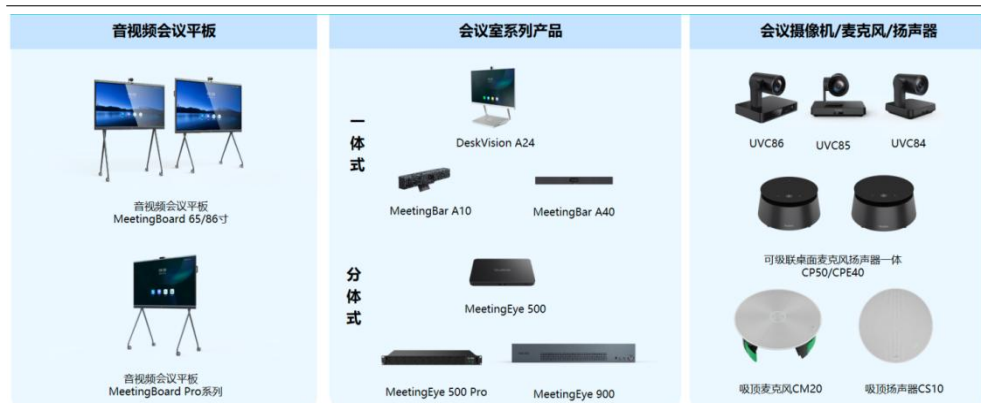 音视频会议平板
音视频会议平板
MeetingBoard 65/86寸
音视频会议平板
MeetingBoard Pro系列
会议室系列产品
一体式
DeskVision A24
MeetingBar A10
MeetingBar A40
分体式
MeetingEye 500
MeetingEye 500 Pro
MeetingEye 900
会议摄像机/麦克风/扬声器
UVC86
UVC85
UVC84
可级联桌面麦克风扬声器一体
CP50/CPE40
吸顶麦克风CM20
吸顶扬声器CS10